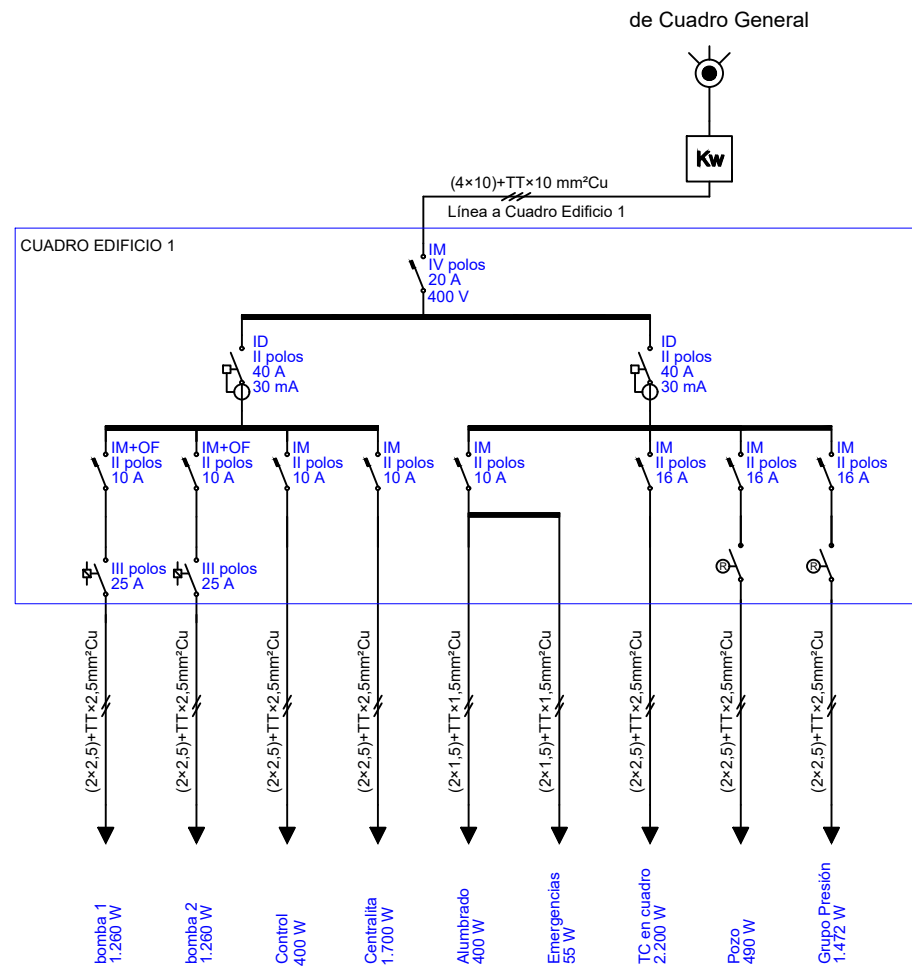 de Cuadro General
Kw
(4×10)+TT×10 mm²Cu
Línea a Cuadro Edificio 1
CUADRO EDIFICIO 1
IM
IV polos
20 A
400 V
ID
II polos
40 A
30 mA
ID
II polos
40 A
30 mA
IM+OF
II polos
10 A
IM+OF
II polos
10 A
IM
II polos
10 A
IM
II polos
10 A
IM
II polos
10 A
IM
II polos
16 A
IM
II polos
16 A
IM
II polos
16 A
III polos
25 A
III polos
25 A
R
R
(2×2,5)+TT×2,5mm²Cu
(2×2,5)+TT×2,5mm²Cu
(2×2,5)+TT×2,5mm²Cu
(2×2,5)+TT×2,5mm²Cu
(2×1,5)+TT×1,5mm²Cu
(2×1,5)+TT×1,5mm²Cu
(2×2,5)+TT×2,5mm²Cu
(2×2,5)+TT×2,5mm²Cu
(2×2,5)+TT×2,5mm²Cu
bomba 1
1.260 W
bomba 2
1.260 W
Control
400 W
Centralita
1.700 W
Alumbrado
400 W
Emergencias
55 W
TC en cuadro
2.200 W
Pozo
490 W
Grupo Presión
1.472 W